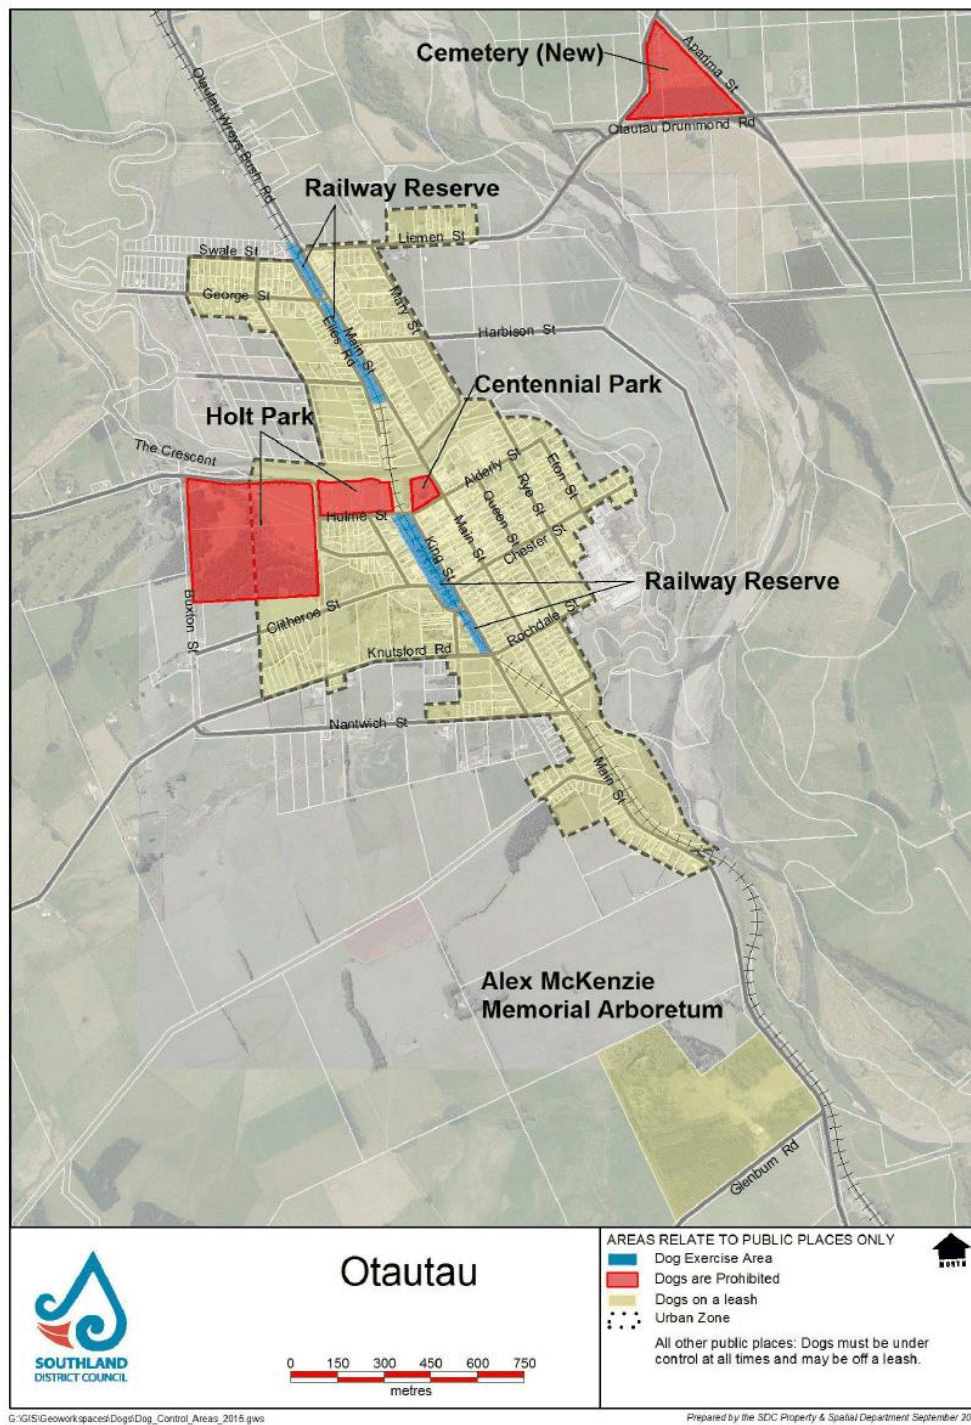 Cemetery (New)
Aparima St
Otautau Drummond Rd
Otautau Wreys Bush Rd
Railway Reserve
Liemen St
Swale St
George St
Mary St
Main St
Elles Rd
Harbison St
Centennial Park
Holt Park
The Crescent
Alderly St
Eton St
Rye St
Queen St
Holme St
Main St
Chester St
King St
Railway Reserve
Buxton St
Clitheroe St
Rochdale St
Knutsford Rd
Nantwich St
Main St
Alex McKenzie
Memorial Arboretum
Glenburn Rd
SOUTHLAND
DISTRICT COUNCIL
Otautau
0 150 300 450 600 750
metres
AREAS RELATE TO PUBLIC PLACES ONLY
Dog Exercise Area
Dogs are Prohibited
Dogs on a leash
Urban Zone
All other public places: Dogs must be under
control at all times and may be off a leash.
NORTH
G:\GIS\Geoworkspaces\Dogs\Dog_Control_Areas_2015.gws
Prepared by the SDC Property & Spatial Department September 20